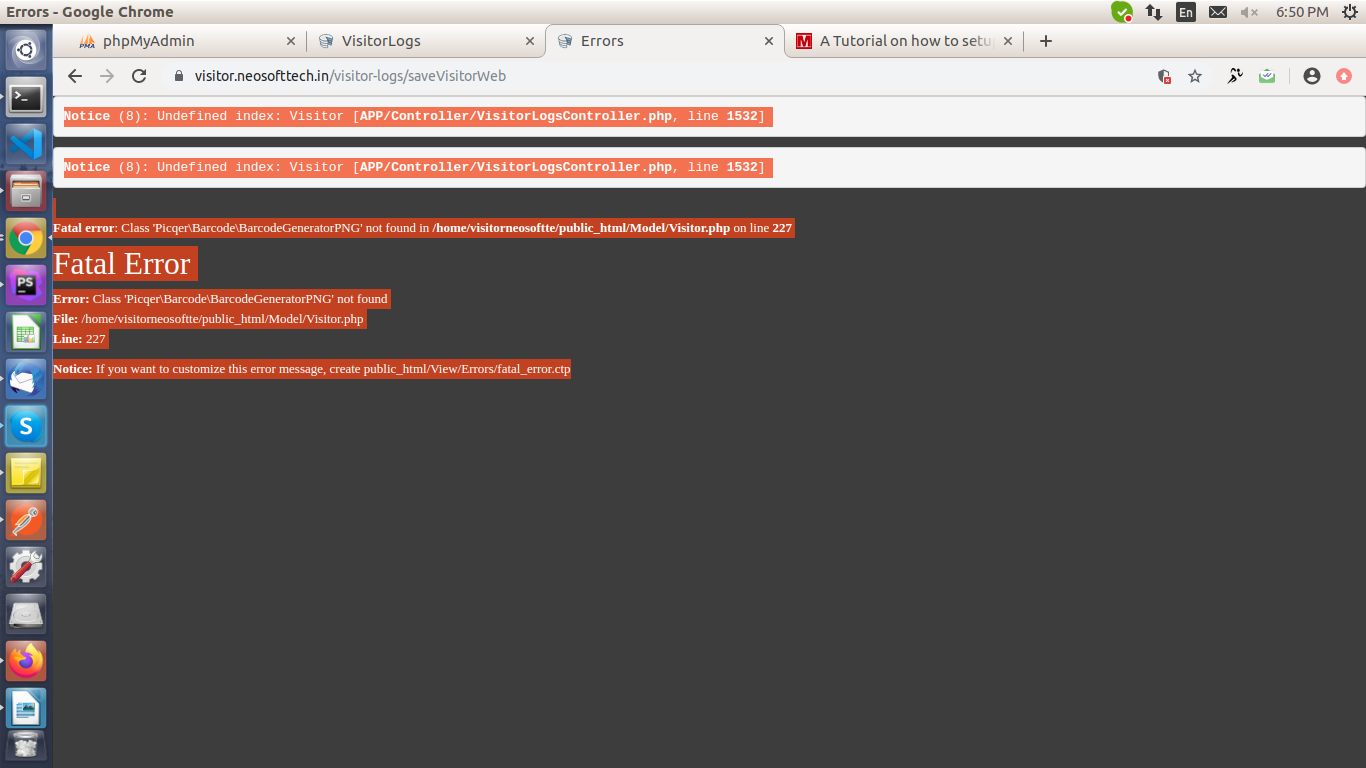 Errors - Google Chrome
En
6:50 PM
PMA
phpMyAdmin
VisitorLogs
Errors
M
A Tutorial on how to setu
visitor.neosofttech.in/visitor-logs/saveVisitorWeb
Notice (8): Undefined index: Visitor [APP/Controller/VisitorLogsController.php, line 1532]
Notice (8): Undefined index: Visitor [APP/Controller/VisitorLogsController.php, line 1532]
Fatal error: Class 'Picqer\Barcode\BarcodeGeneratorPNG' not found in /home/visitorneosoftte/public_html/Model/Visitor.php on line 227
Fatal Error
Error: Class 'Picqer\Barcode\BarcodeGeneratorPNG' not found
File: /home/visitorneosoftte/public_html/Model/Visitor.php
Line: 227
Notice: If you want to customize this error message, create public_html/View/Errors/fatal_error.ctp
PS
S